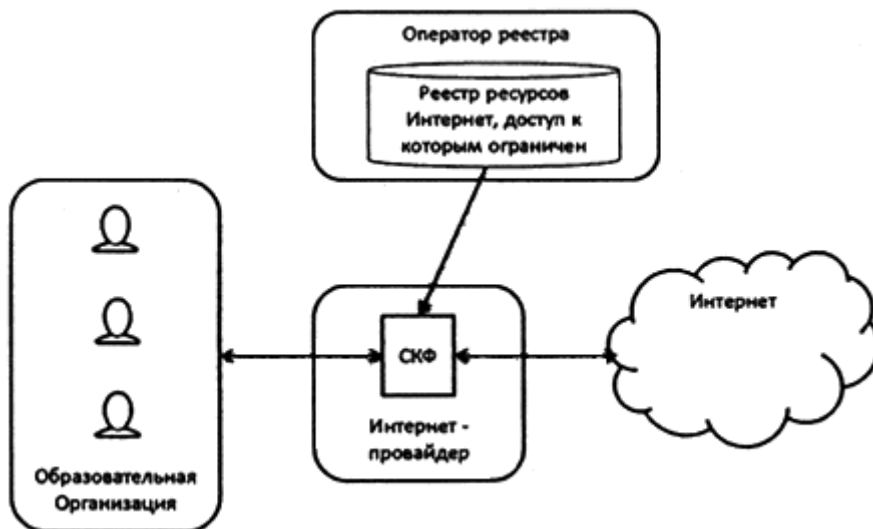 Оператор реестра
Реестр ресурсов
Интернет, доступ к
которым ограничен
Интернет
СКФ
Интернет -
провайдер
Образовательная
Организация